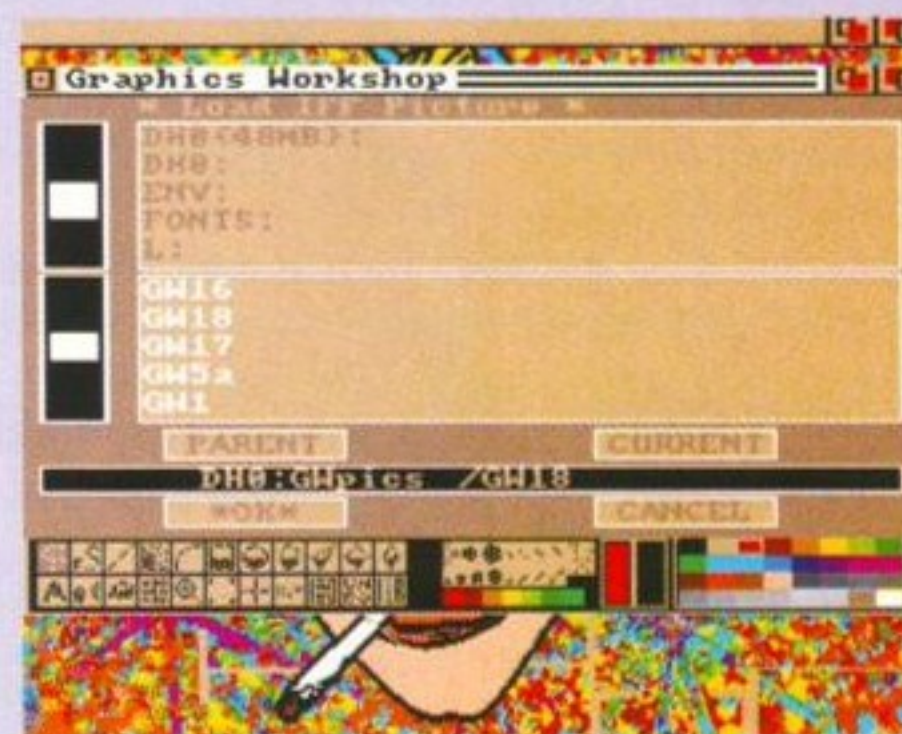 Graphics Workshop
* Load IFF Picture *
DH0(48MB):
DH0:
ENV:
FONTS:
L:
GW16
GW18
GW17
GW5a
GW1
PARENT CURRENT
DH0:GWpics /GW18
*OK* CANCEL
A